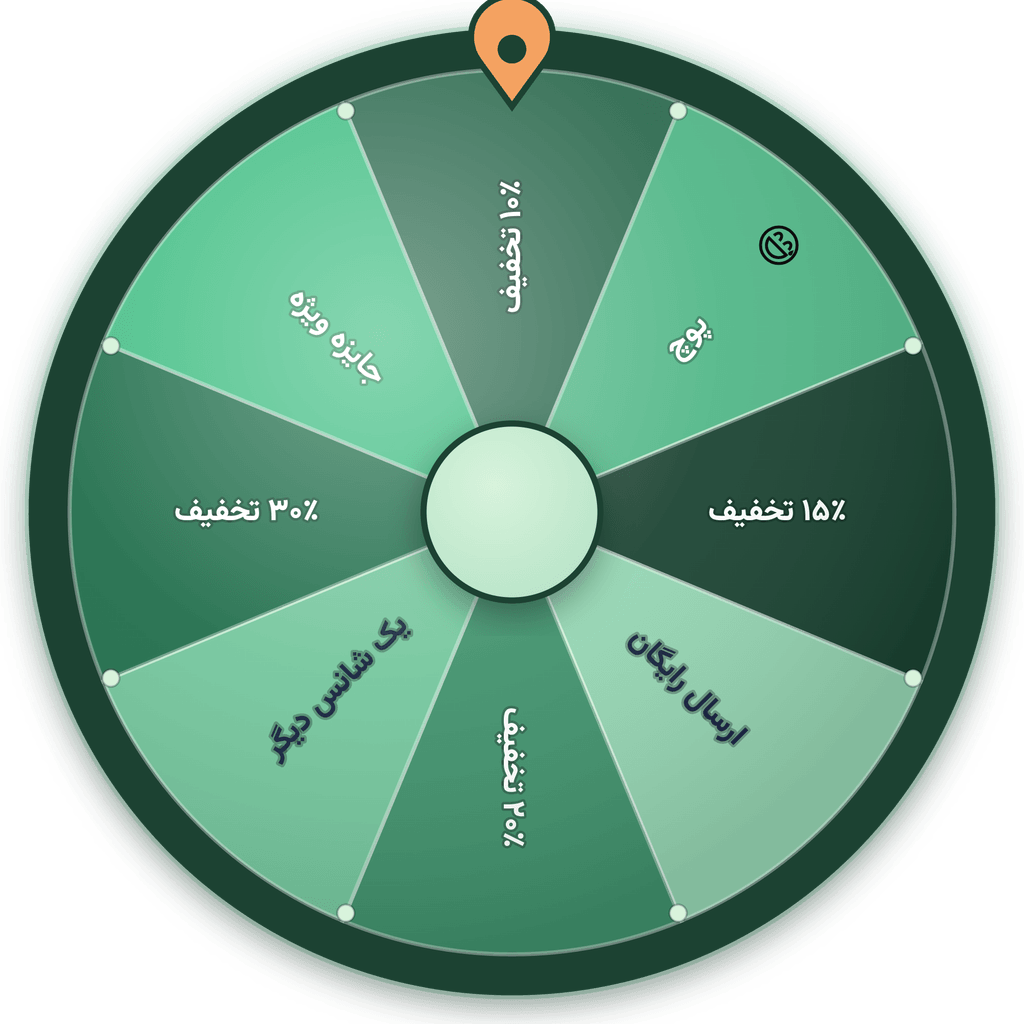 ۱۰٪ تخفیف
پوچ
۱۵٪ تخفیف
ارسال رایگان
۲۰٪ تخفیف
یک شانس دیگر
۳۰٪ تخفیف
جایزه ویژه